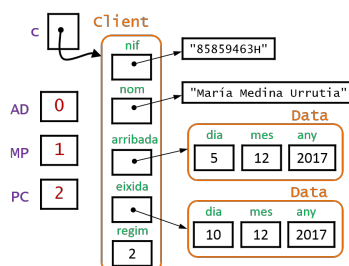 c
Client
nif
"85859463H"
nom
"María Medina Urrutia"
AD 0
MP 1
PC 2
arribada
Data
dia mes any
5 12 2017
eixida
Data
dia mes any
10 12 2017
regim
2